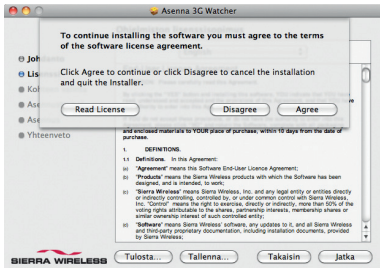 Asenna 3G Watcher
To continue installing the software you must agree to the terms
of the software license agreement.
Click Agree to continue or click Disagree to cancel the installation
and quit the Installer.
Read License
Disagree
Agree
Joh
Lis
Koh
Ase
Ase
Yhteenveto
and enclosed materials to YOUR place of purchase, within 10 days from the date of
purchase.
1. DEFINITIONS.
1.1 Definitions. In this Agreement:
(a) "Agreement" means this Software End-User Licence Agreement;
(b) "Products" means the Sierra Wireless products with which the Software has been
designed, and is intended, to work;
(c) "Sierra Wireless" means Sierra Wireless, Inc. and any legal entity or entities directly
or indirectly controlling, controlled by, or under common control with Sierra Wireless,
Inc. "Control" means the right to exercise, directly or indirectly, more than 50% of the
voting rights attributable to the shares, partnership interests, membership shares or
similar ownership interest of such controlled entity;
(d) "Software" means Sierra Wireless' software, any updates to it, and all Sierra Wireless
and third-party proprietary documentation, including installation documents, provided
by Sierra Wireless;
SIERRA WIRELESS
Tulosta...
Tallenna...
Takaisin
Jatka